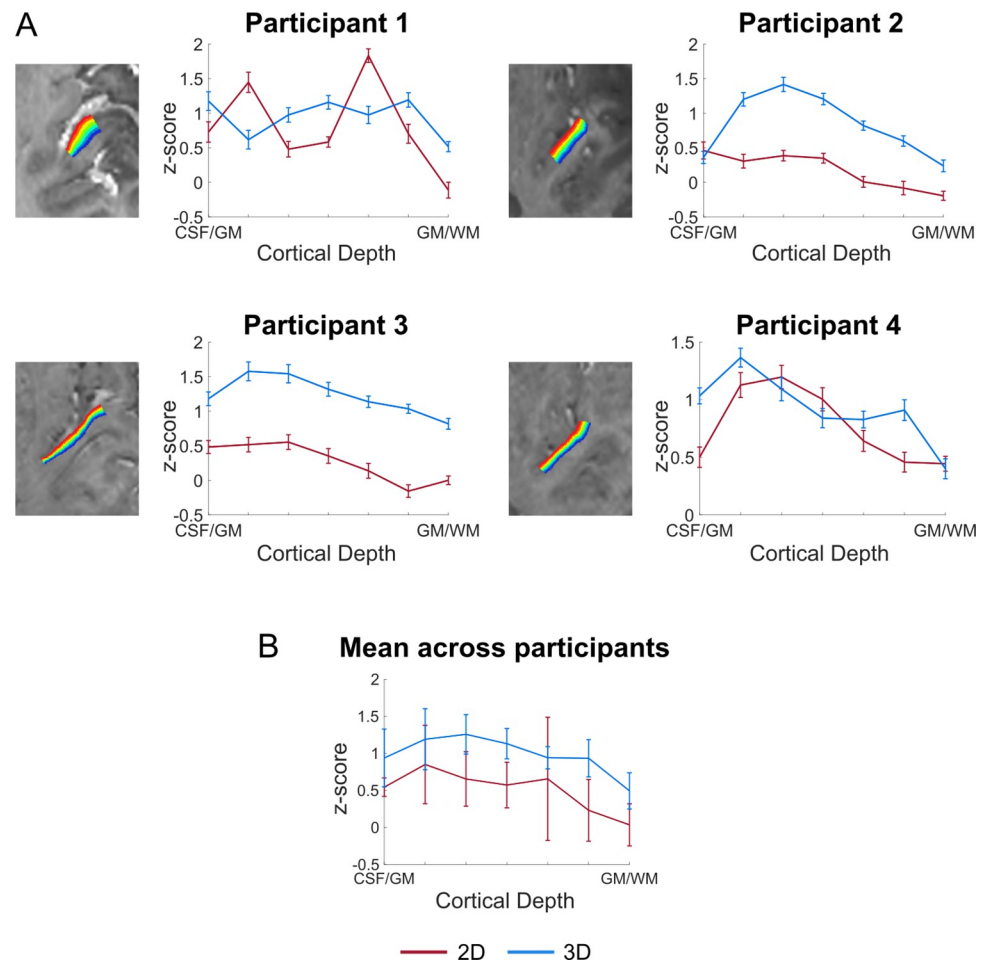 A
Participant 1
2
1.5
1
0.5
0
-0.5
z-score
CSF/GM
GM/WM
Cortical Depth
Participant 2
2
1.5
1
0.5
0
-0.5
z-score
CSF/GM
GM/WM
Cortical Depth
Participant 3
2
1.5
1
0.5
0
-0.5
z-score
CSF/GM
GM/WM
Cortical Depth
Participant 4
1.5
1
0.5
0
z-score
CSF/GM
GM/WM
Cortical Depth
B
Mean across participants
2
1.5
1
0.5
0
-0.5
z-score
CSF/GM
GM/WM
Cortical Depth
2D
3D